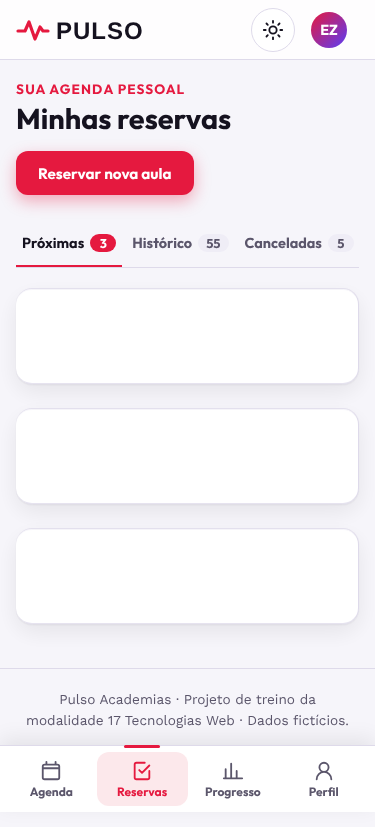 PULSO
EZ
SUA AGENDA PESSOAL
Minhas reservas
Reservar nova aula
Próximas 3 Histórico 55 Canceladas 5
Pulso Academias · Projeto de treino da
modalidade 17 Tecnologias Web · Dados fictícios.
Agenda Reservas Progresso Perfil